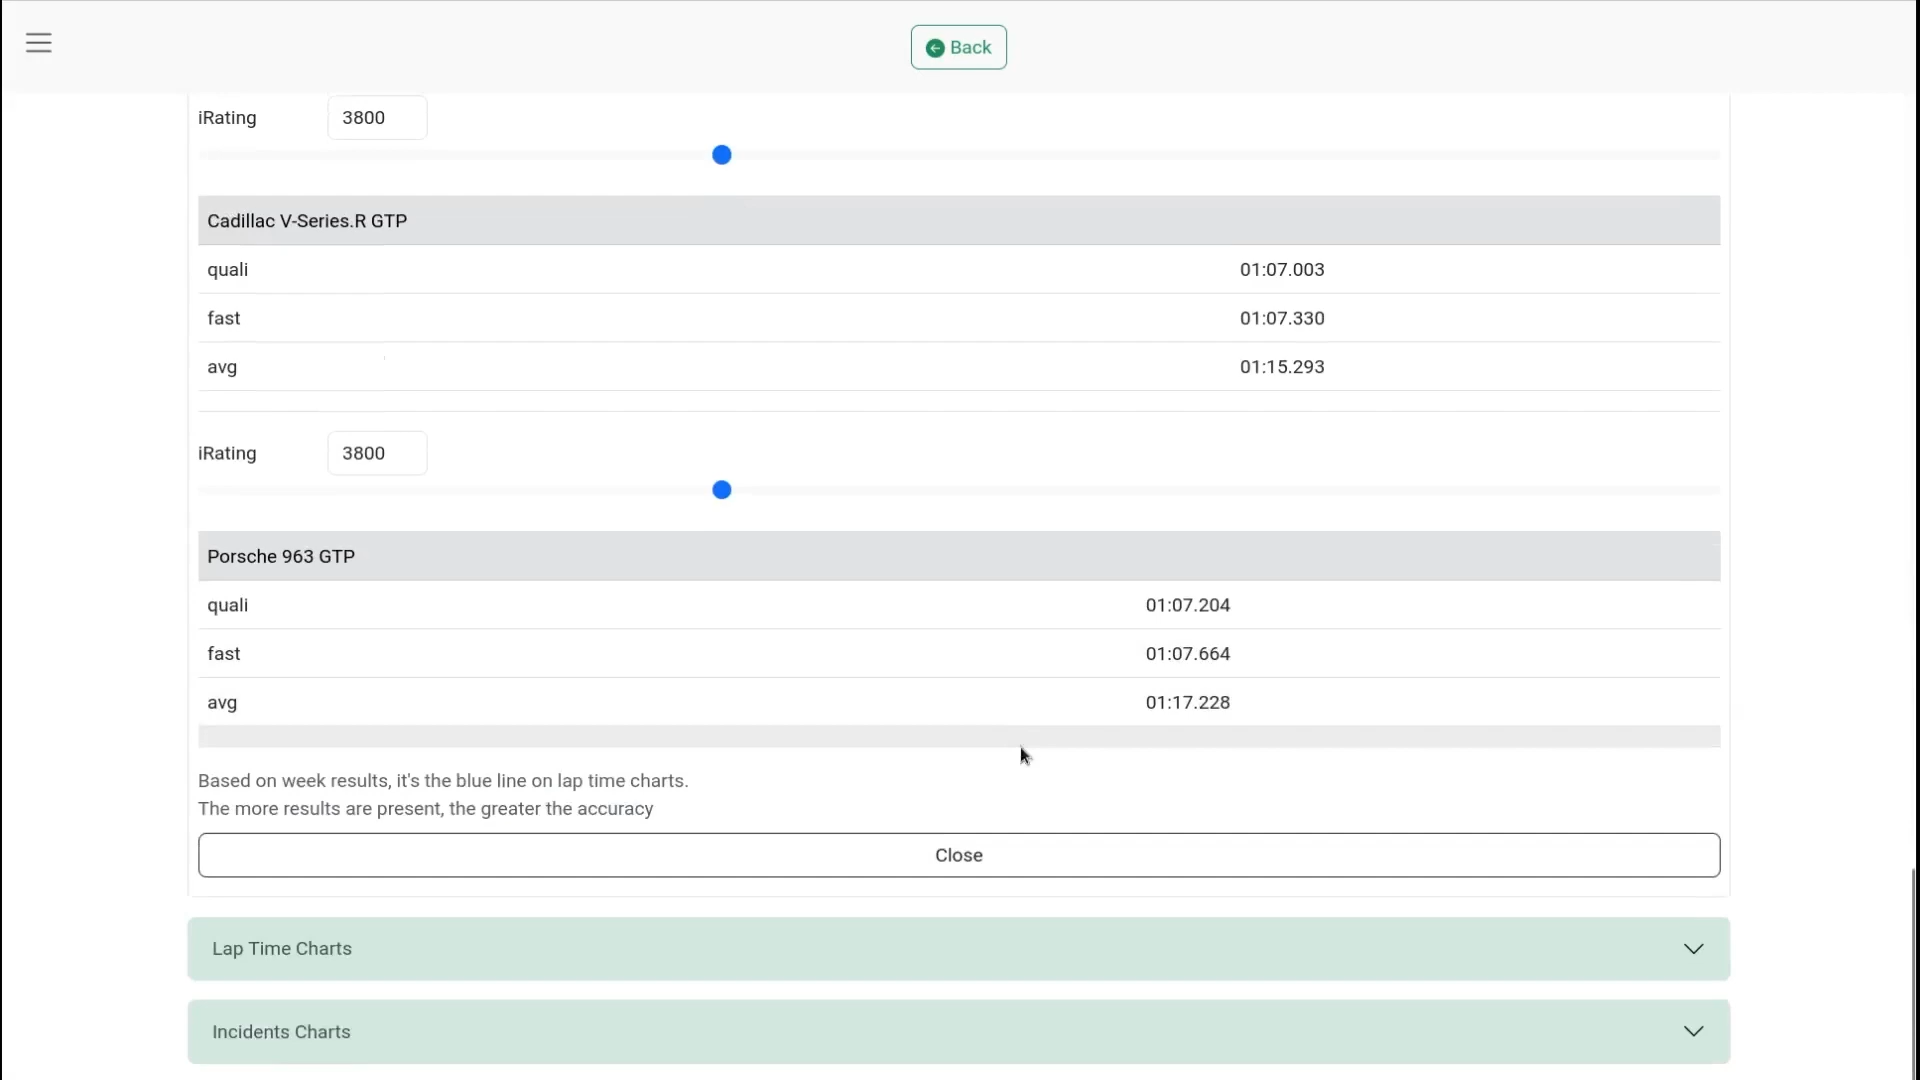 Back
iRating 3800
Cadillac V-Series.R GTP
quali 01:07.003
fast 01:07.330
avg 01:15.293
iRating 3800
Porsche 963 GTP
quali 01:07.204
fast 01:07.664
avg 01:17.228
Based on week results, it's the blue line on lap time charts.
The more results are present, the greater the accuracy
Close
Lap Time Charts
Incidents Charts